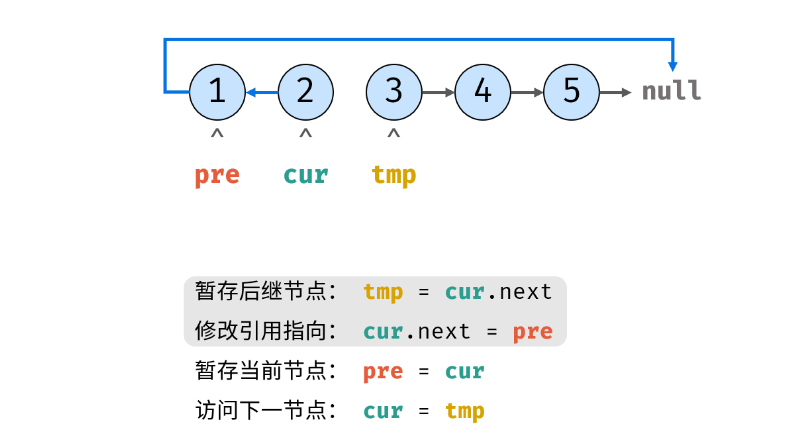 1 2 3 4 5 null
^ ^ ^
pre cur tmp
暂存后继节点： tmp = cur.next
修改引用指向： cur.next = pre
暂存当前节点： pre = cur
访问下一节点： cur = tmp